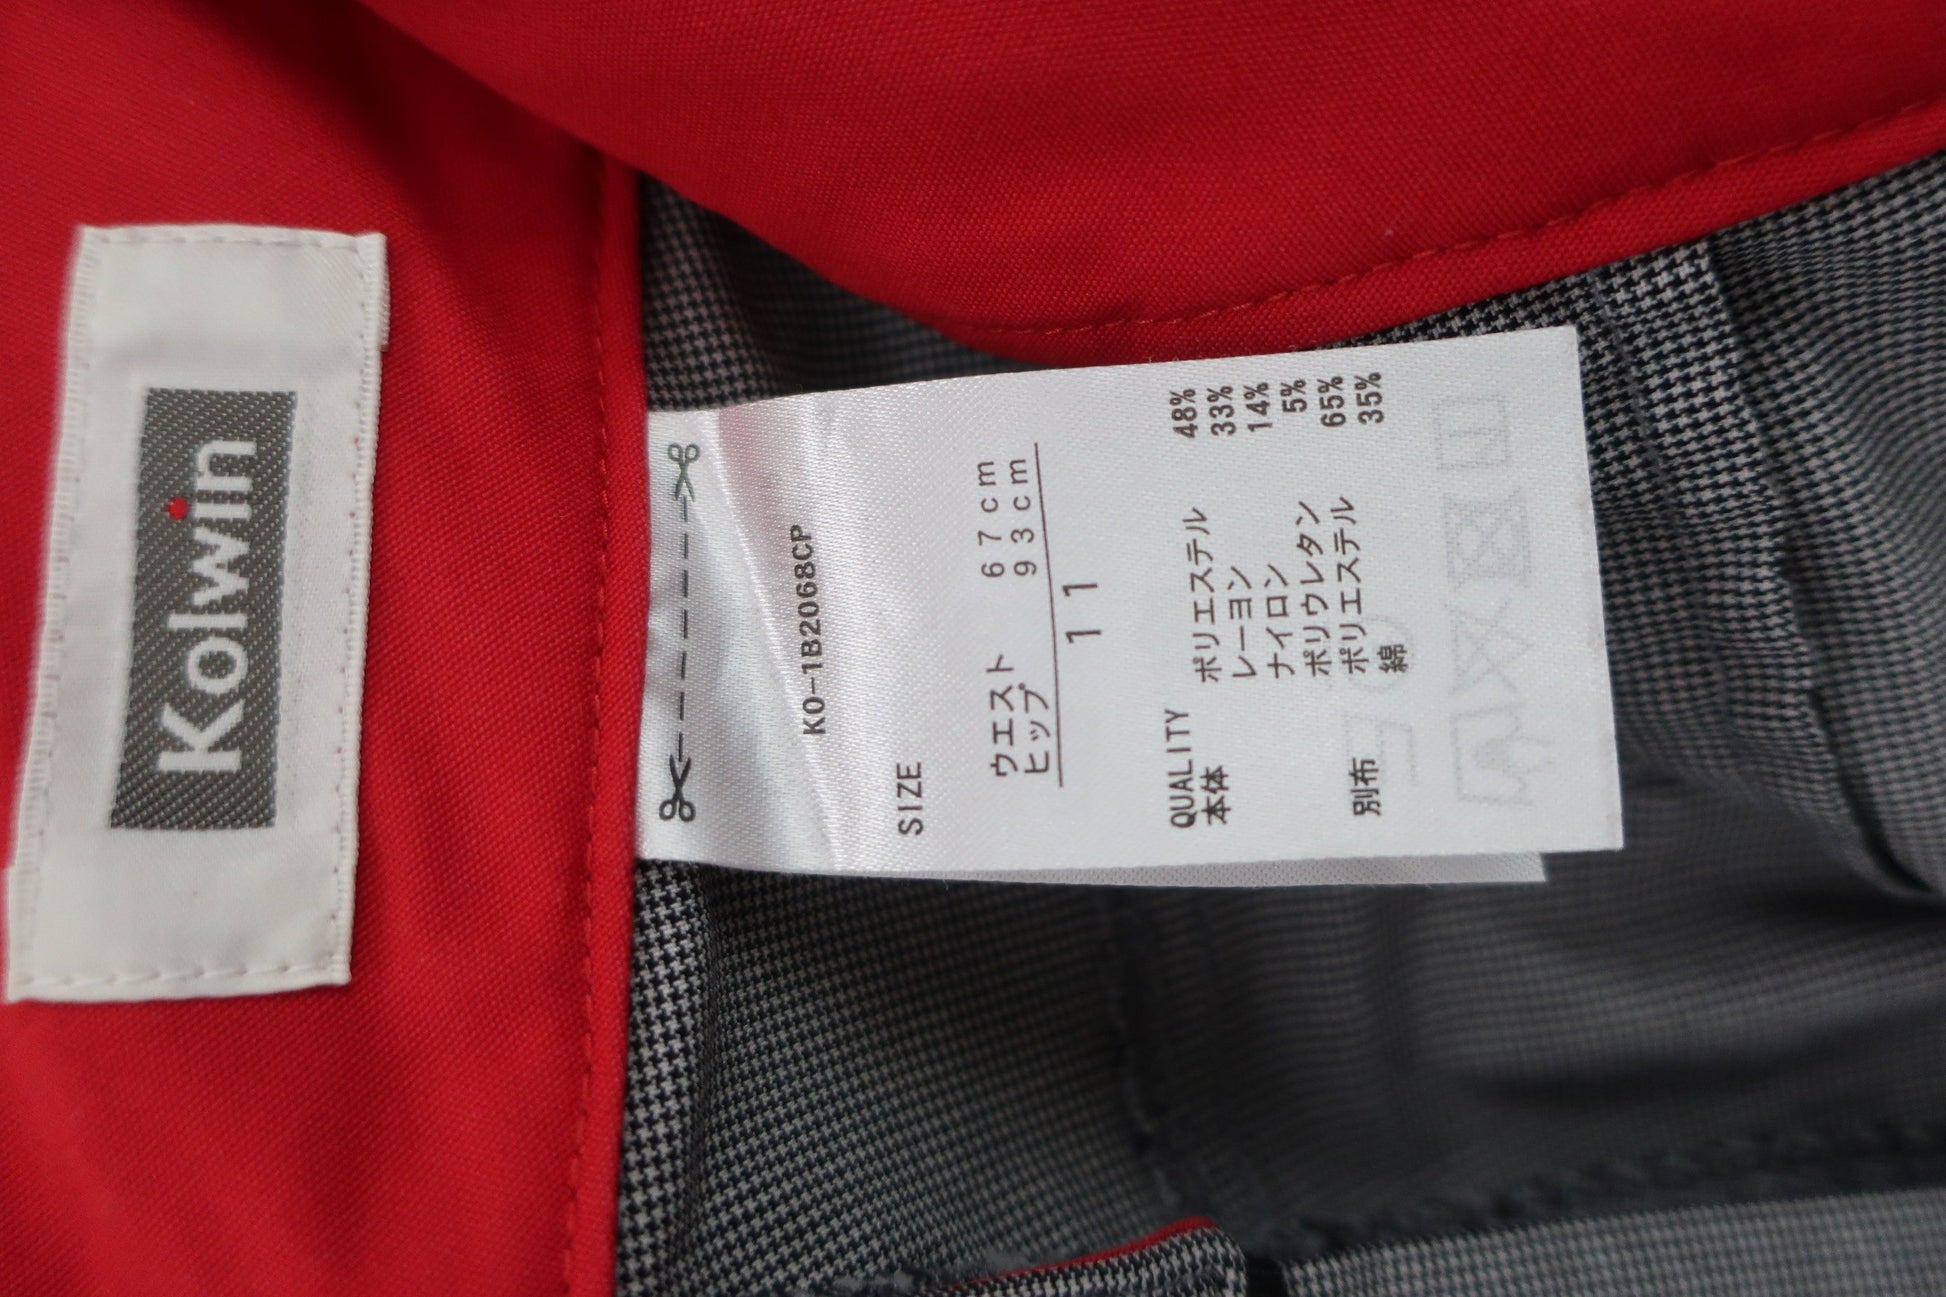 Kolwin
KO-1B2068CP
SIZE
ウエスト 67cm
ヒップ 93cm
11
QUALITY
本体 ポリエステル 48%
レーヨン 33%
ナイロン 14%
ポリウレタン 5%
別布 ポリエステル 65%
綿 35%